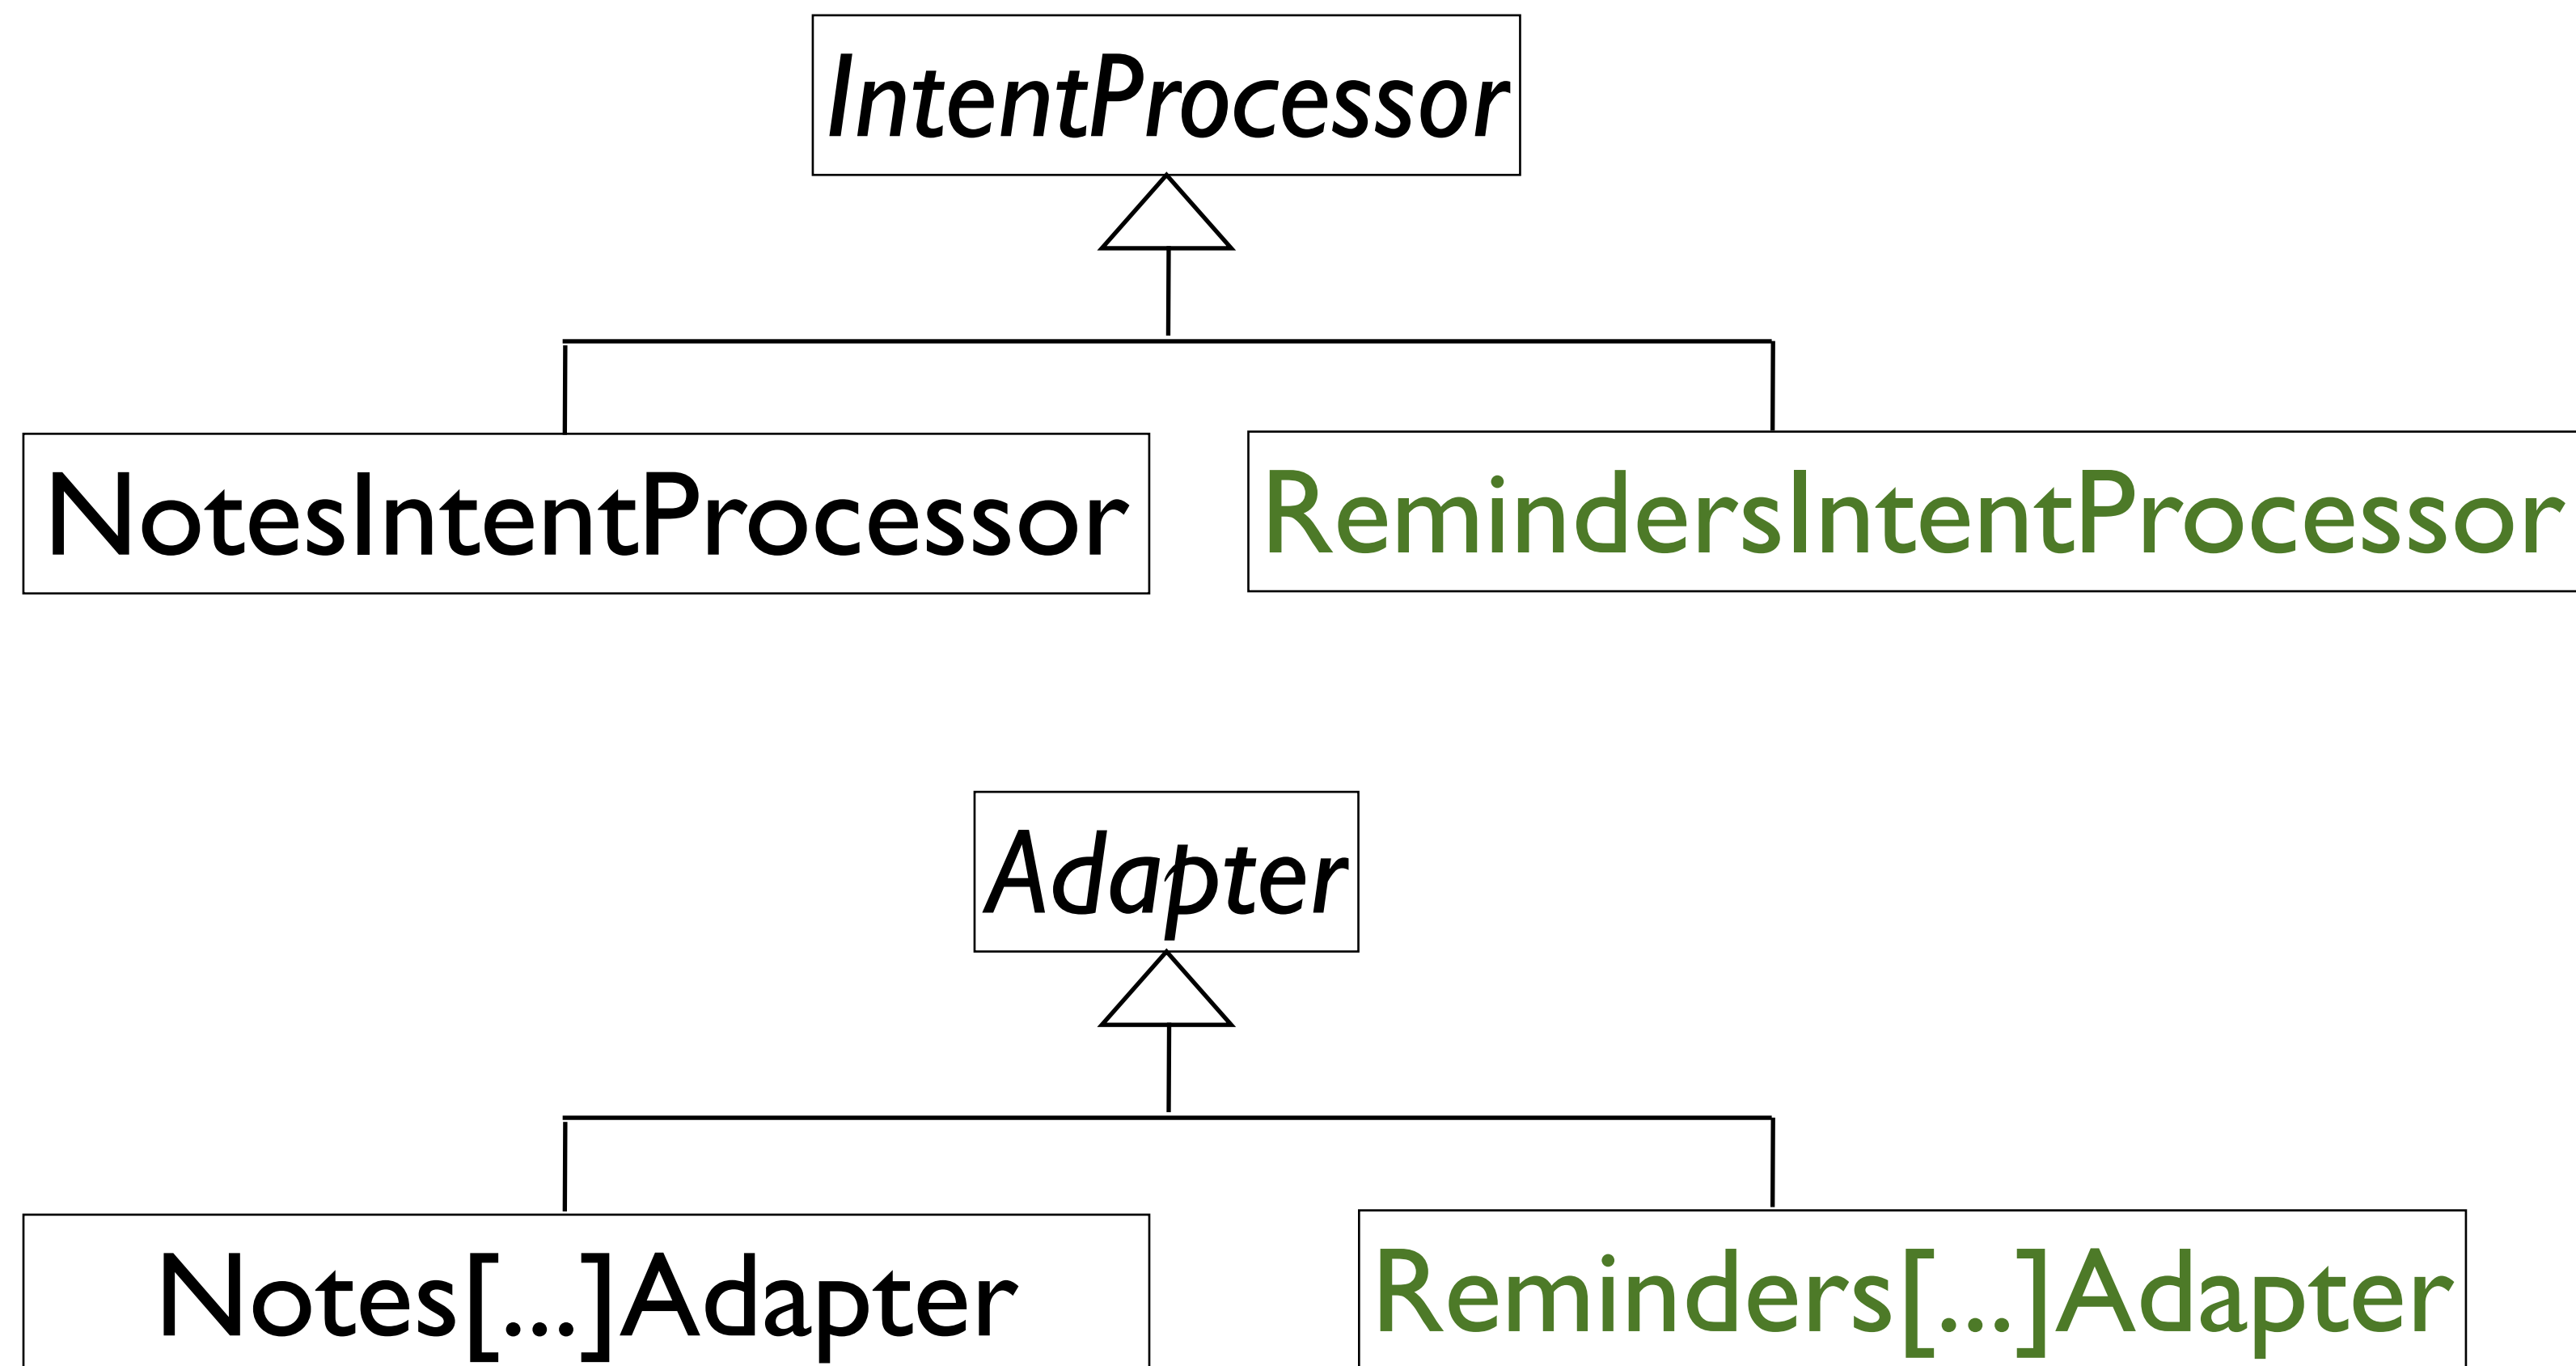 IntentProcessor
NotesIntentProcessor
RemindersIntentProcessor
Adapter
Notes[...]Adapter
Reminders[...]Adapter